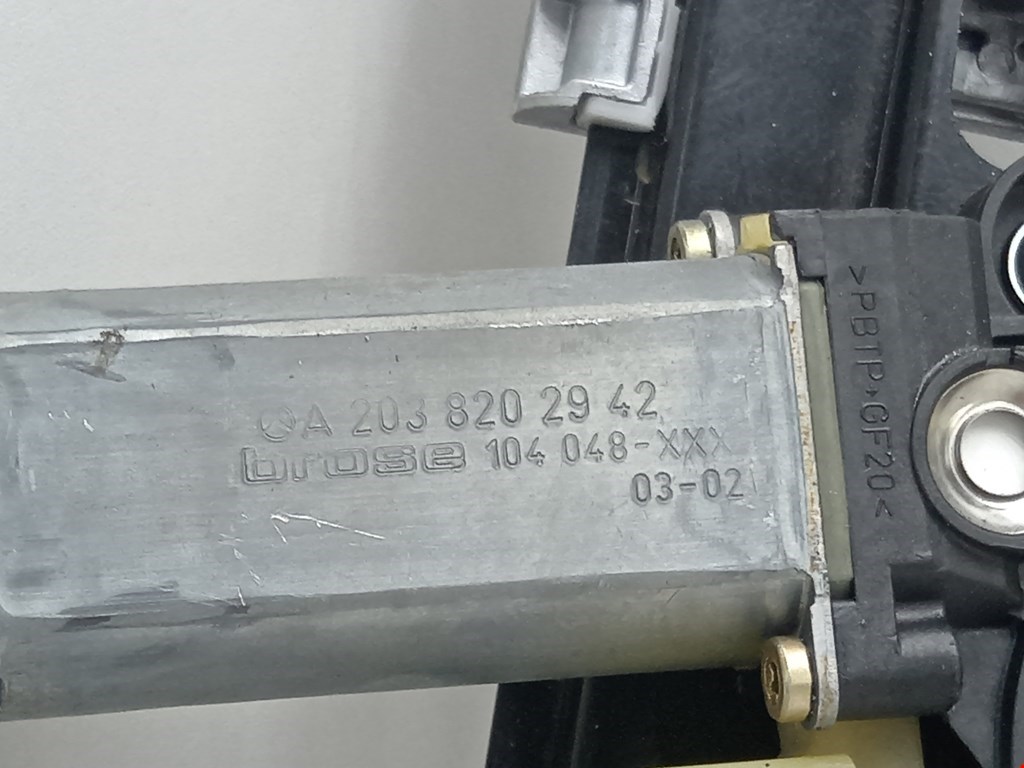 A 203 820 29 42
brose 104 048-XXX
03-02
>PBTP+GF20<